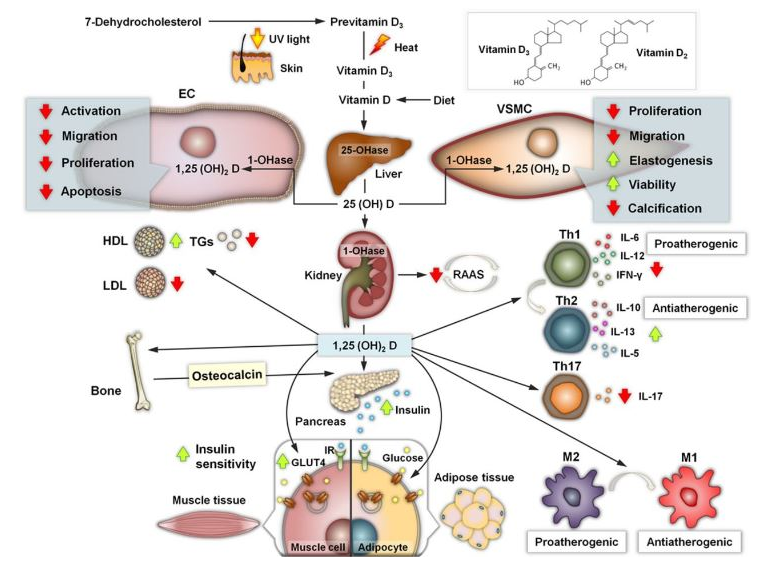 7-Dehydrocholesterol
Previtamin D3
UV light
Skin
Heat
Vitamin D3
Vitamin D
Diet
Vitamin D3
CH3
HO
Vitamin D2
CH3
HO
EC
Activation
Migration
Proliferation
Apoptosis
1,25 (OH)2 D
1-OHase
25-OHase
Liver
25 (OH) D
VSMC
1-OHase
1,25 (OH)2 D
Proliferation
Migration
Elastogenesis
Viability
Calcification
HDL
TGs
LDL
1-OHase
Kidney
RAAS
Th1
IL-6
IL-12
IFN-γ
Proatherogenic
Th2
IL-10
IL-13
IL-5
Antiatherogenic
1,25 (OH)2 D
Bone
Osteocalcin
Pancreas
Insulin
Th17
IL-17
Insulin
sensitivity
GLUT4
IR
Glucose
Muscle tissue
Muscle cell
Adipocyte
Adipose tissue
M2
M1
Proatherogenic
Antiatherogenic